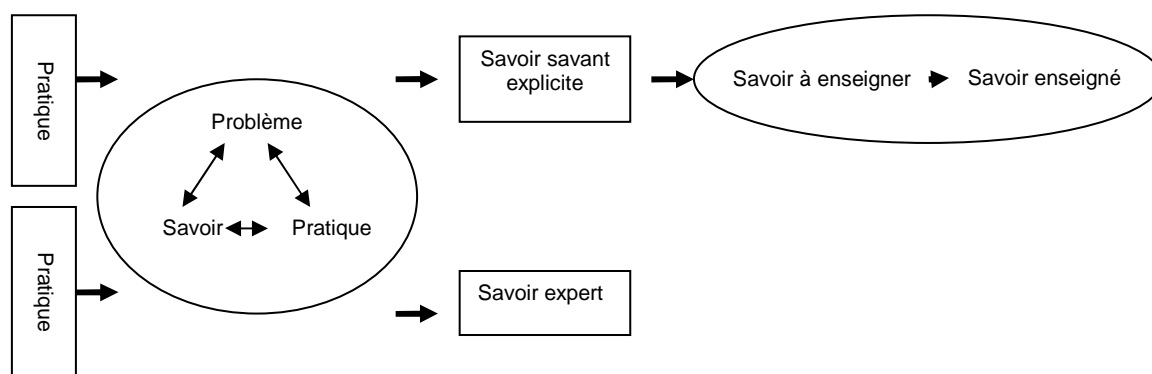 Pratique
Savoir savant
explicite
Savoir à enseigner
Savoir enseigné
Problème
Savoir
Pratique
Pratique
Savoir expert